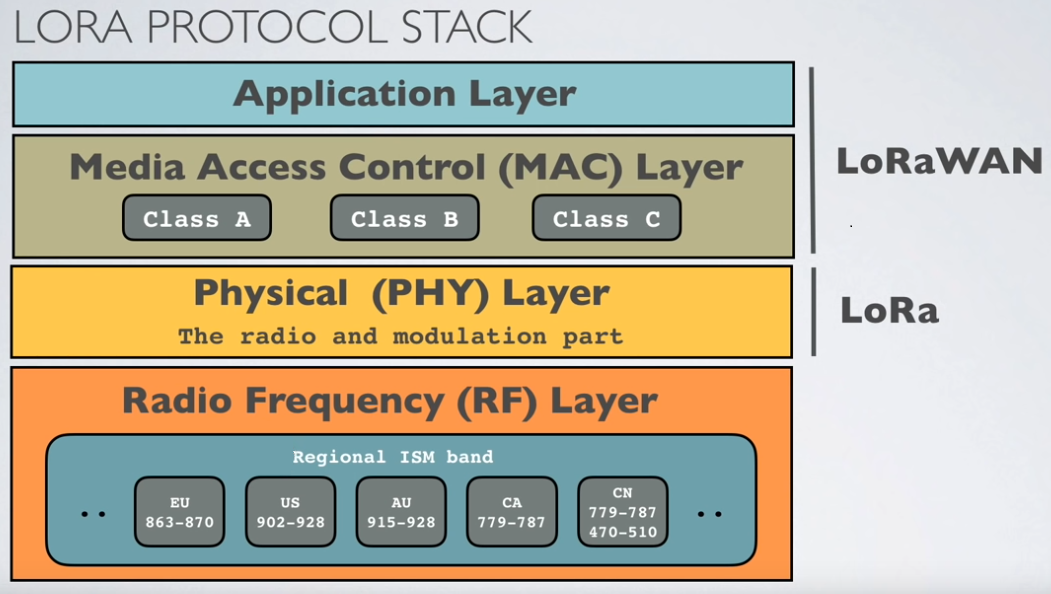 LORA PROTOCOL STACK
Application Layer
Media Access Control (MAC) Layer
Class A
Class B
Class C
LoRaWAN
Physical (PHY) Layer
The radio and modulation part
LoRa
Radio Frequency (RF) Layer
Regional ISM band
..
EU
863-870
US
902-928
AU
915-928
CA
779-787
CN
779-787
470-510
..